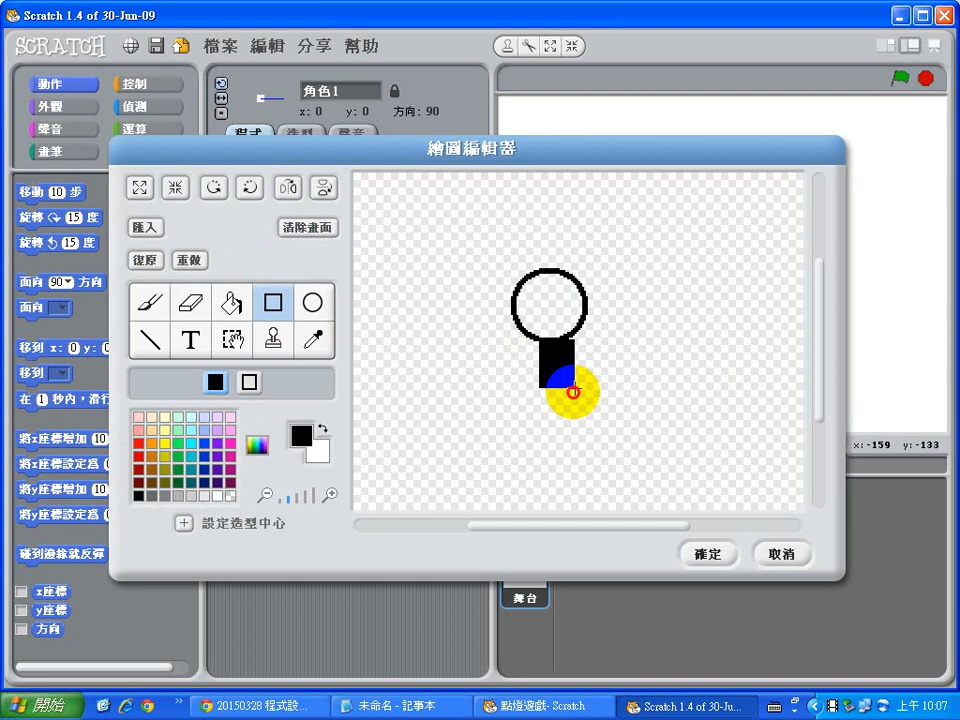 Scratch 1.4 of 30-Jun-09
SCRATCH 檔案 編輯 分享 幫助
動作 控制
外觀 偵測
聲音 運算
畫筆
角色1
x: 0 y: 0 方向: 90
程式 造型 聲音
繪圖編輯器
匯入 清除畫面
復原 重做
T
設定造型中心
確定 取消
移動 10 步
旋轉 15 度
旋轉 15 度
面向 90 方向
面向
移到 x: 0 y: 0
移到
在 1 秒內，滑行
將x座標增加 10
將x座標設定為
將y座標增加 10
將y座標設定為
碰到邊緣就反彈
x座標
y座標
方向
x: -159 y: -133
舞台
開始
20150328 程式設...
未命名 - 記事本
點燈遊戲- Scratch
Scratch 1.4 of 30-Ju...
上午 10:07